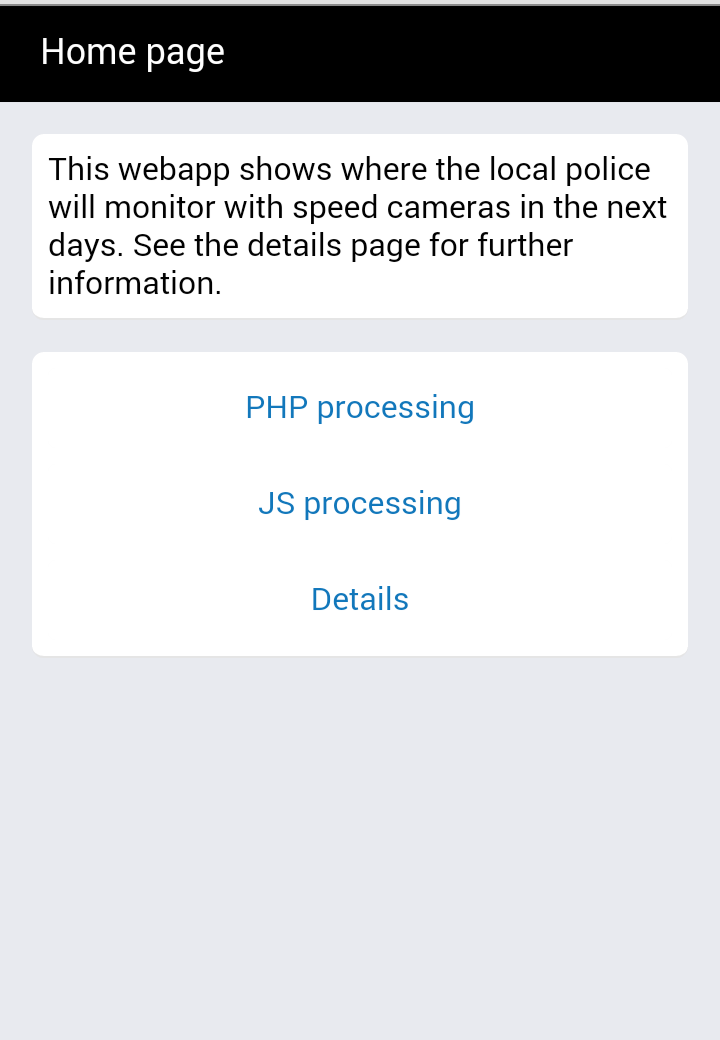 Home page
This webapp shows where the local police
will monitor with speed cameras in the next
days. See the details page for further
information.
PHP processing
JS processing
Details